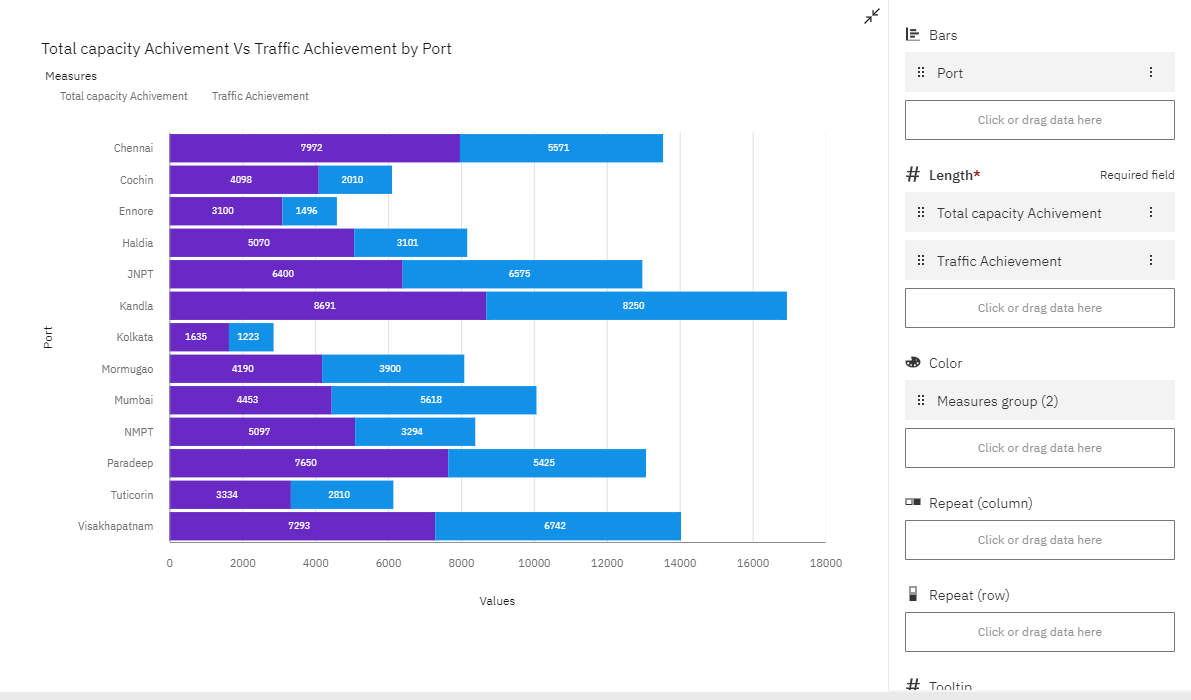 Total capacity Achivement Vs Traffic Achievement by Port
Measures
Total capacity Achivement Traffic Achievement
Port
Chennai 7972 5571
Cochin 4098 2010
Ennore 3100 1496
Haldia 5070 3101
JNPT 6400 6575
Kandla 8691 8250
Kolkata 1635 1223
Mormugao 4190 3900
Mumbai 4453 5618
NMPT 5097 3294
Paradeep 7650 5425
Tuticorin 3334 2810
Visakhapatnam 7293 6742
0 2000 4000 6000 8000 10000 12000 14000 16000 18000
Values
Bars
Port
Click or drag data here
# Length* Required field
Total capacity Achivement
Traffic Achievement
Click or drag data here
Color
Measures group (2)
Click or drag data here
Repeat (column)
Click or drag data here
Repeat (row)
Click or drag data here
# Tooltip